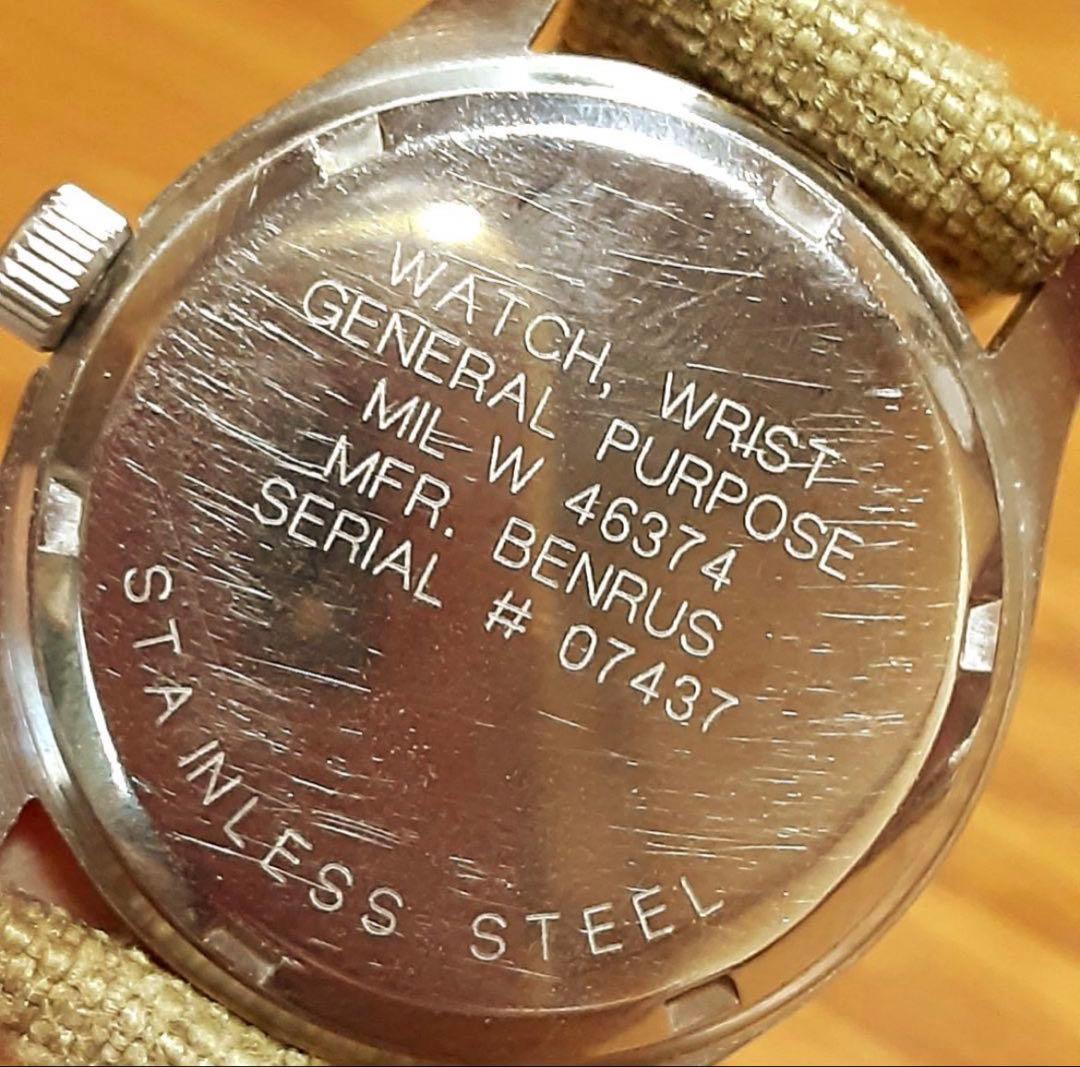 WATCH, WRIST
GENERAL PURPOSE
MIL W 46374
MFR. BENRUS
SERIAL # 07437
STAINLESS STEEL